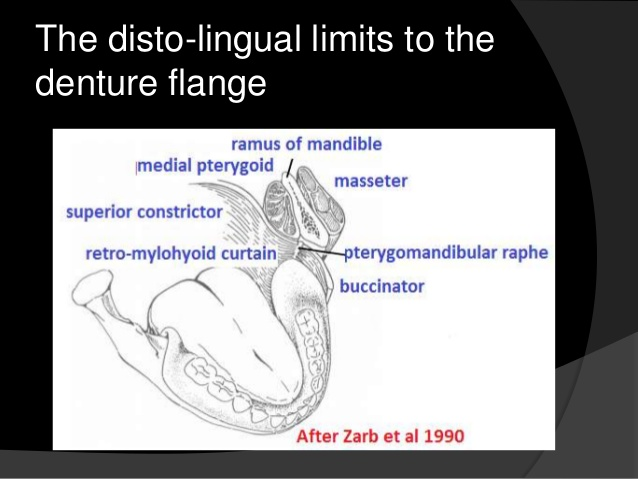 The disto-lingual limits to the
denture flange
ramus of mandible
medial pterygoid
masseter
superior constrictor
retro-mylohyoid curtain
pterygomandibular raphe
buccinator
After Zarb et al 1990